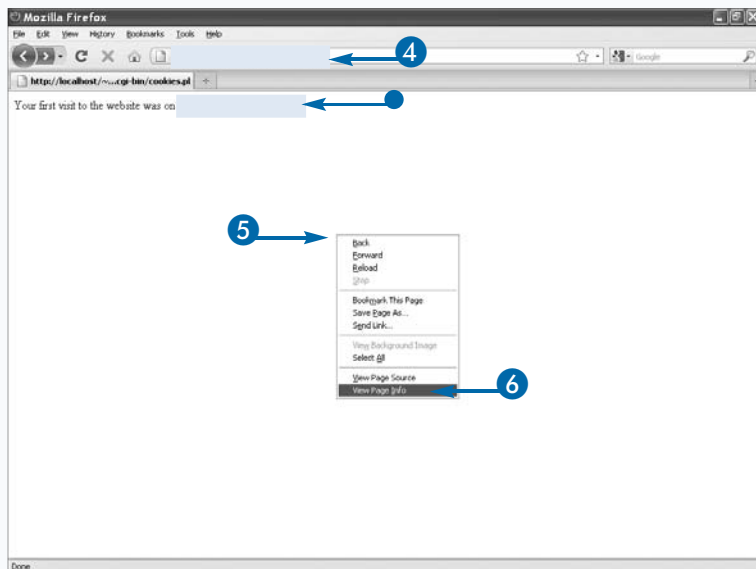 Mozilla Firefox
File Edit View History Bookmarks Tools Help
Google
4
http://localhost/~...cgi-bin/cookies.pl
Your first visit to the website was on
5
Back
Forward
Reload
Stop
Bookmark This Page
Save Page As...
Send Link...
View Background Image
Select All
View Page Source
View Page Info
6
Done